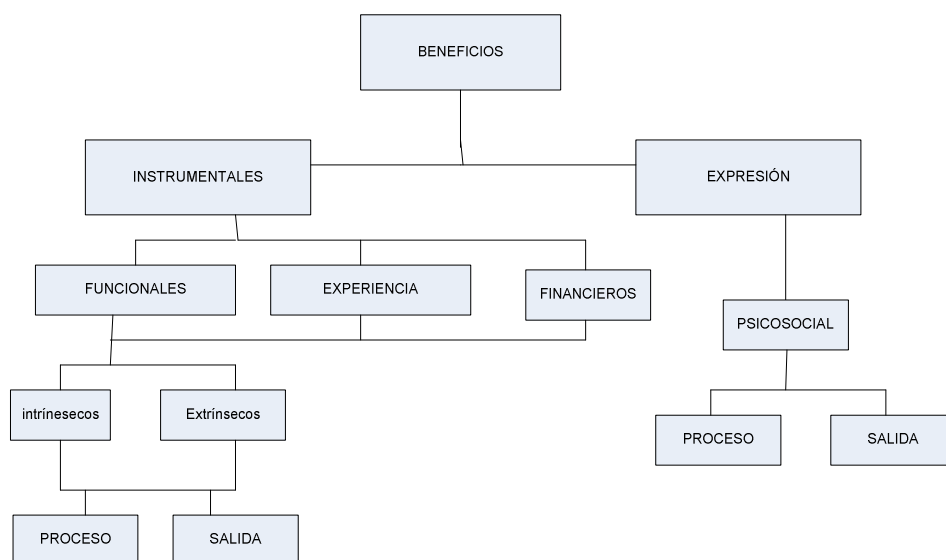 BENEFICIOS
INSTRUMENTALES
EXPRESIÓN
FUNCIONALES
EXPERIENCIA
FINANCIEROS
PSICOSOCIAL
intrínesecos
Extrínsecos
PROCESO
SALIDA
PROCESO
SALIDA